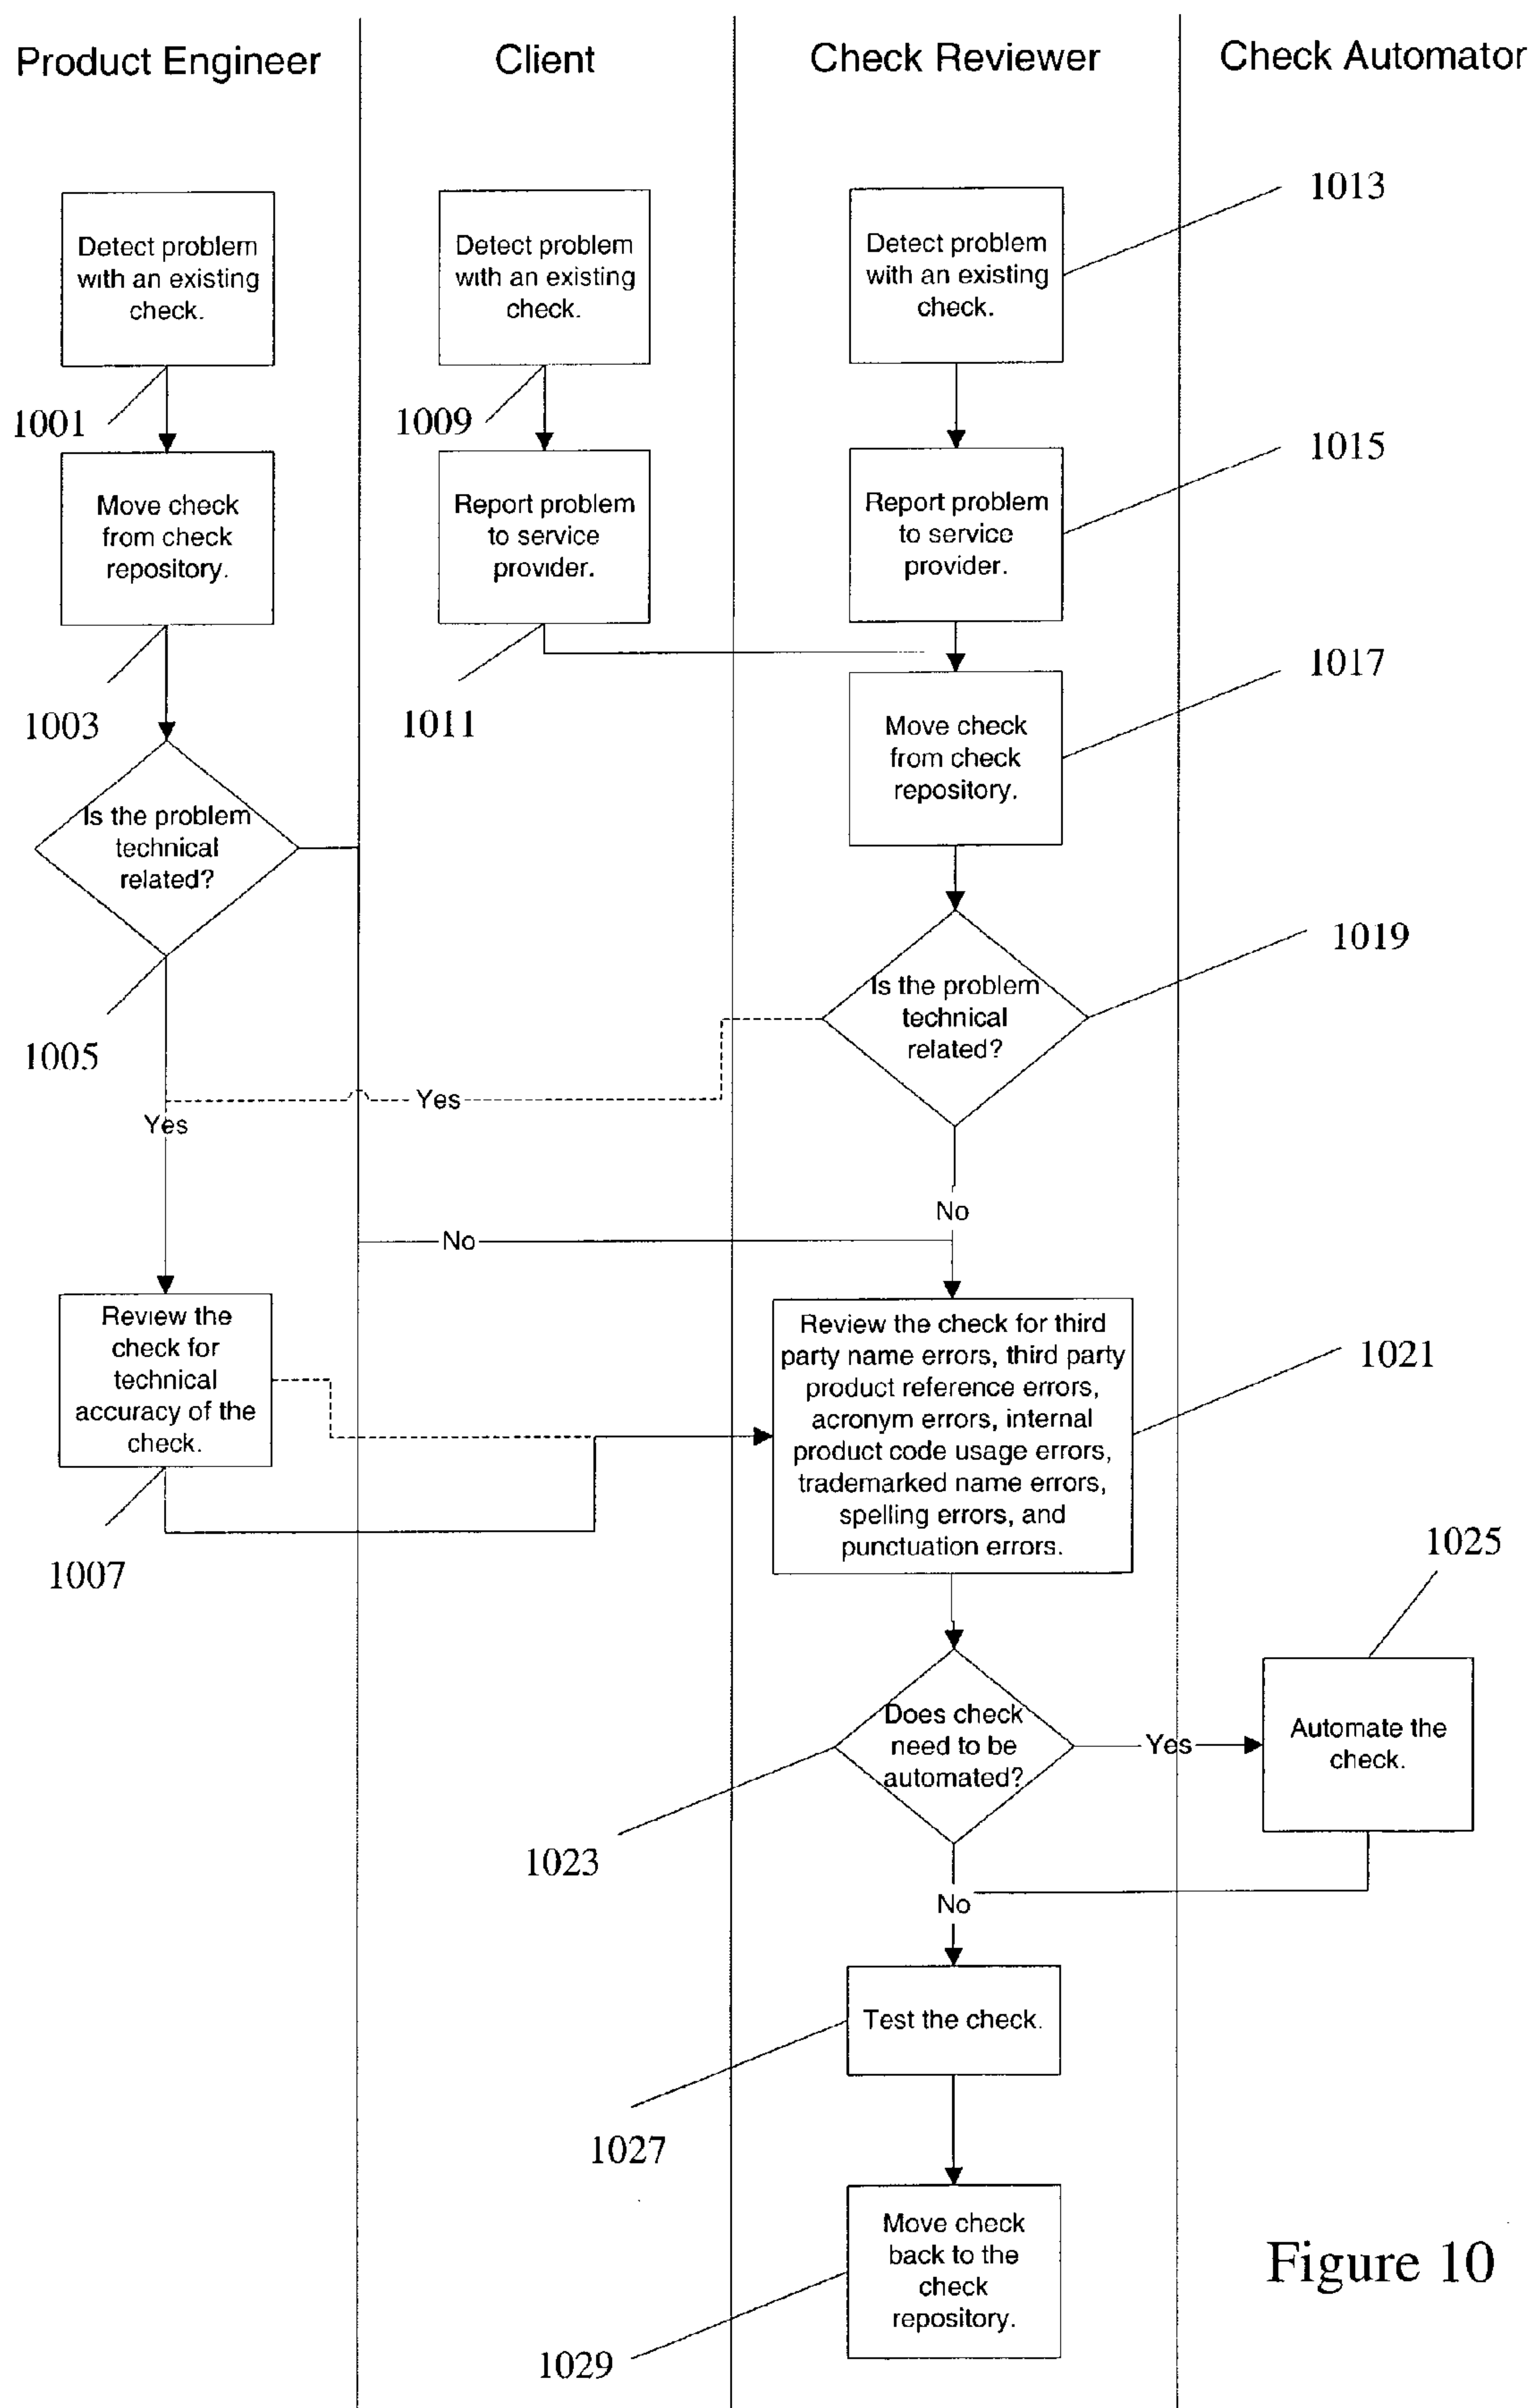 Product Engineer
Client
Check Reviewer
Check Automator
Detect problem
with an existing
check.
1001
Move check
from check
repository.
1003
Is the problem
technical
related?
1005
Yes
Review the
check for
technical
accuracy of the
check.
1007
Detect problem
with an existing
check.
1009
Report problem
to service
provider.
1011
Yes
No
Detect problem
with an existing
check.
1013
Report problem
to service
provider.
1015
Move check
from check
repository.
1017
Is the problem
technical
related?
1019
No
Review the check for third
party name errors, third party
product reference errors,
acronym errors, internal
product code usage errors,
trademarked name errors,
spelling errors, and
punctuation errors.
1021
Does check
need to be
automated?
1023
Yes
Automate the
check.
1025
No
Test the check.
1027
Move check
back to the
check
repository.
1029
Figure 10